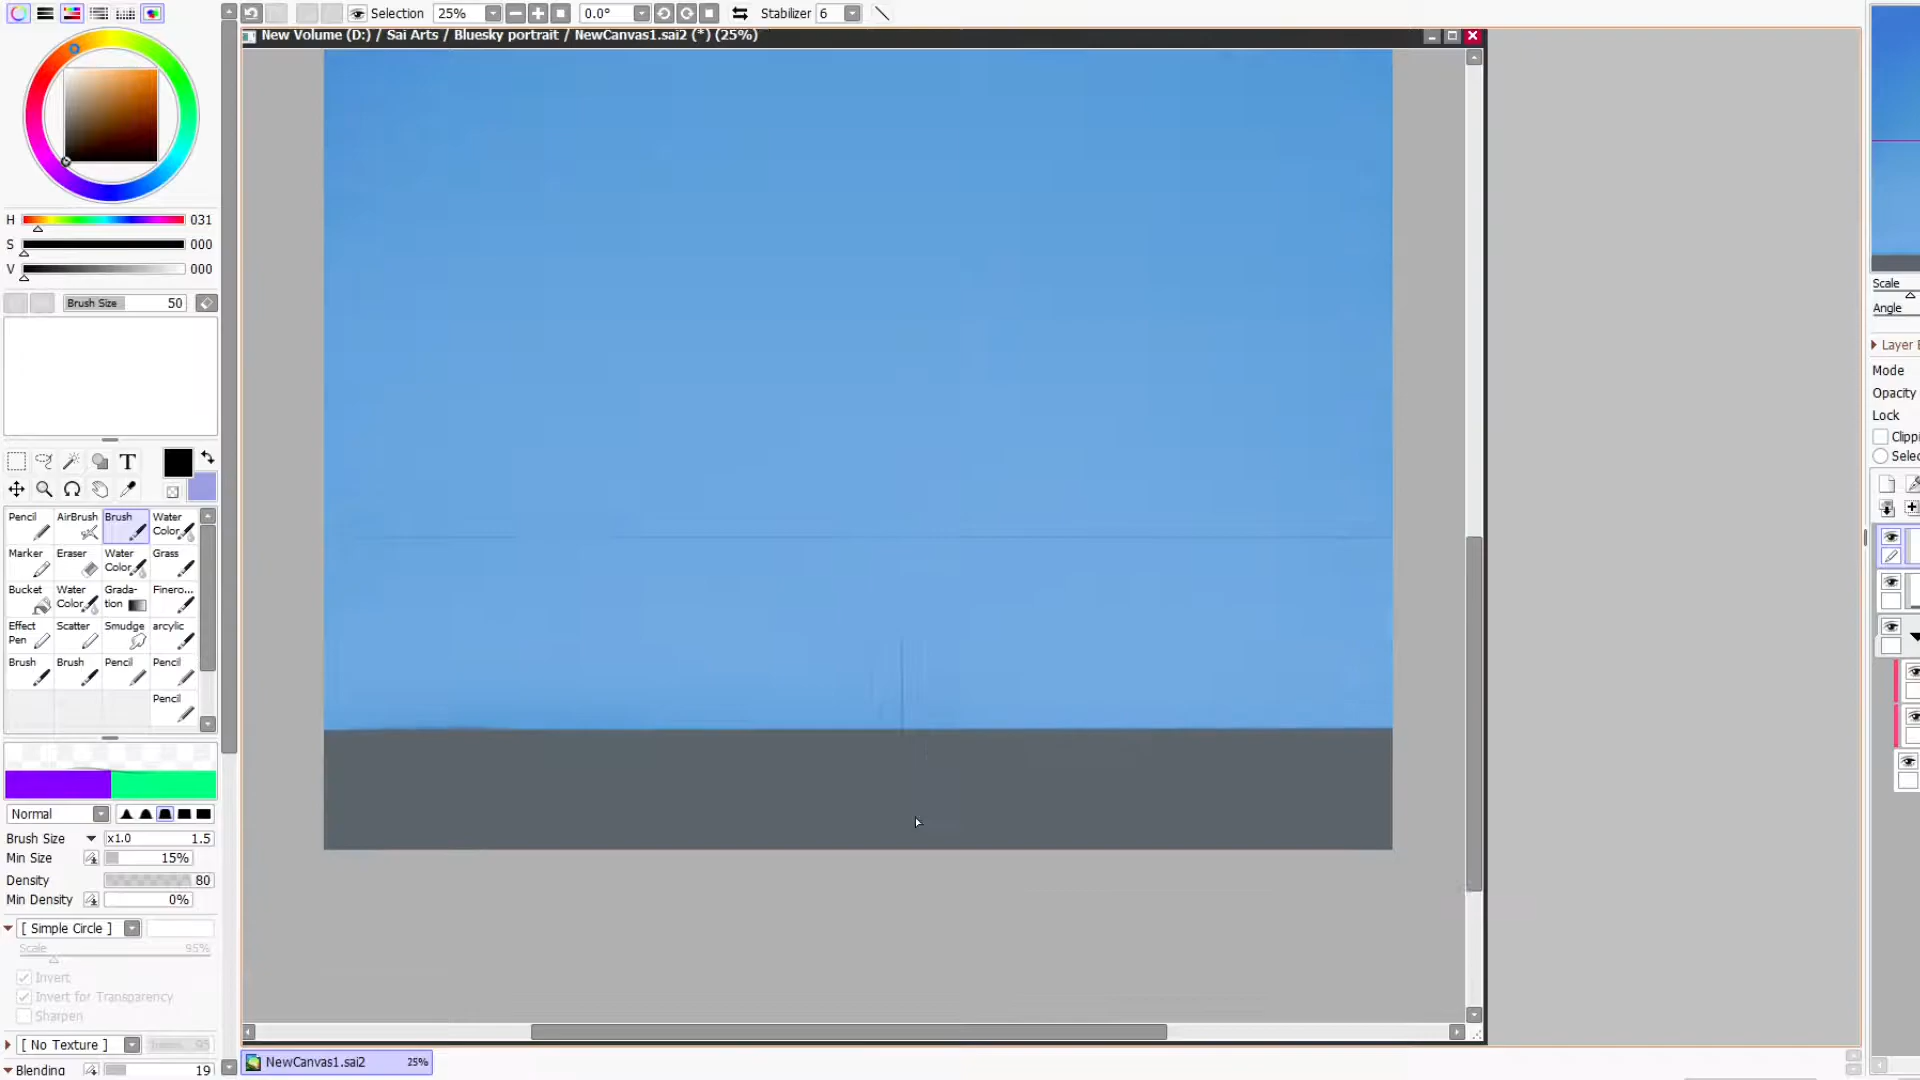 Selection 25% 0.0° Stabilizer 6
New Volume (D:) / Sai Arts / Bluesky portrait / NewCanvas1.sai2 (*) (25%)
H 031
S 000
V 000
Brush Size 50
T
Pencil AirBrush Brush Water Color
Marker Eraser Water Color Grass
Bucket Water Color Grada-tion Finero...
Effect Pen Scatter Smudge arcylic
Brush Brush Pencil Pencil
Pencil
Normal
Brush Size x1.0 1.5
Min Size 15%
Density 80
Min Density 0%
[ Simple Circle ]
Scale 95%
Invert
Invert for Transparency
Sharpen
[ No Texture ] 95
Blending 19
NewCanvas1.sai2 25%
Scale
Angle
Layer
Mode
Opacity
Lock
Clippi
Selec